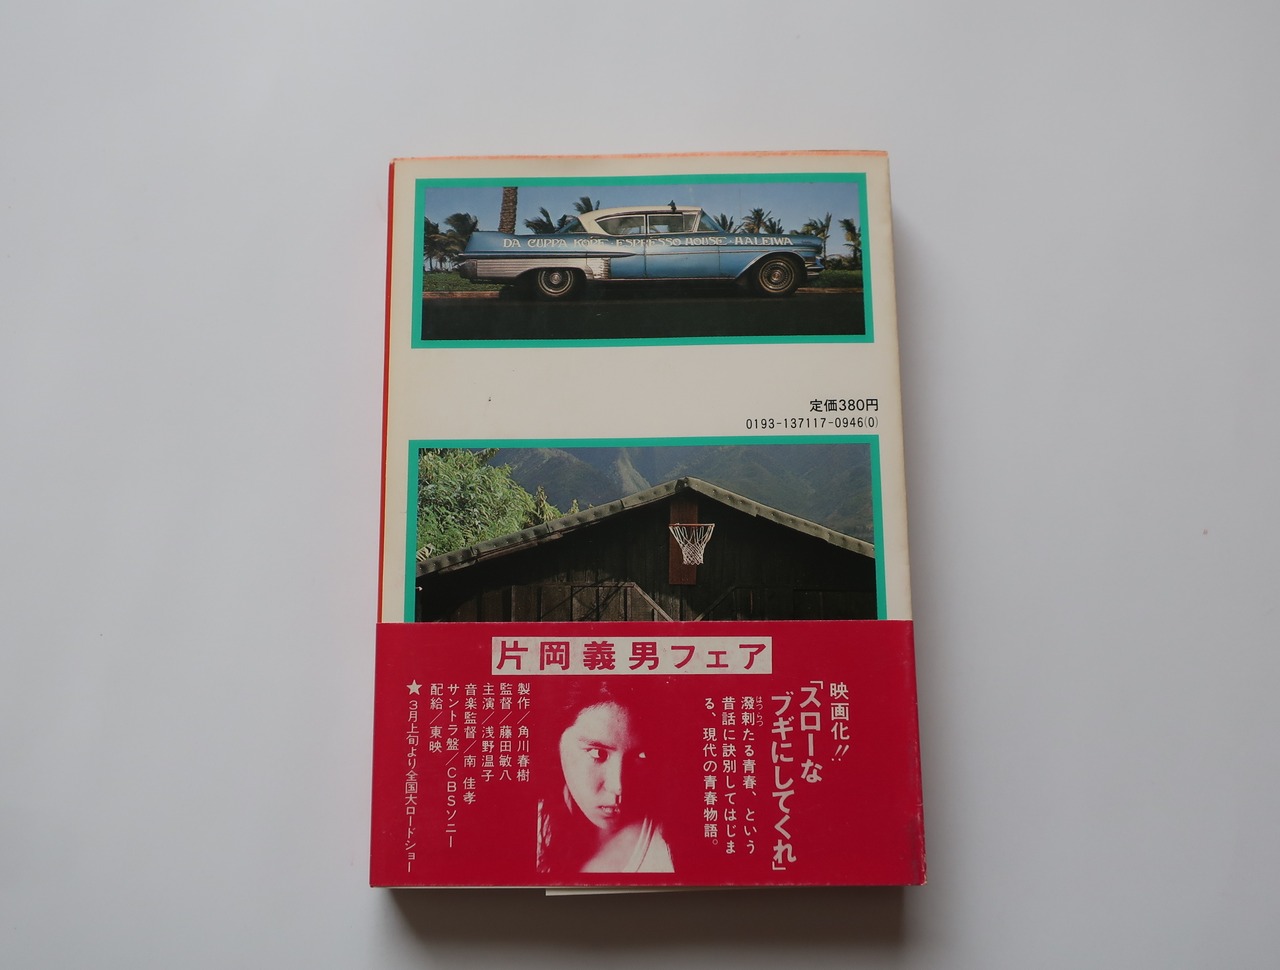 DA CUPPA KOPE · ESPRESSO HOUSE · HALEIWA
定価380円
0193-137117-0946(0)
片岡義男フェア
映画化!!
「スローな
ブギにしてくれ」
はつらつ
潑剌たる青春、という
昔話に訣別してはじま
る、現代の青春物語。
製作／角川春樹
監督／藤田敏八
主演／浅野温子
音楽監督／南 佳孝
サントラ盤／CBSソニー
配給／東映
★3月上旬より全国大ロードショー